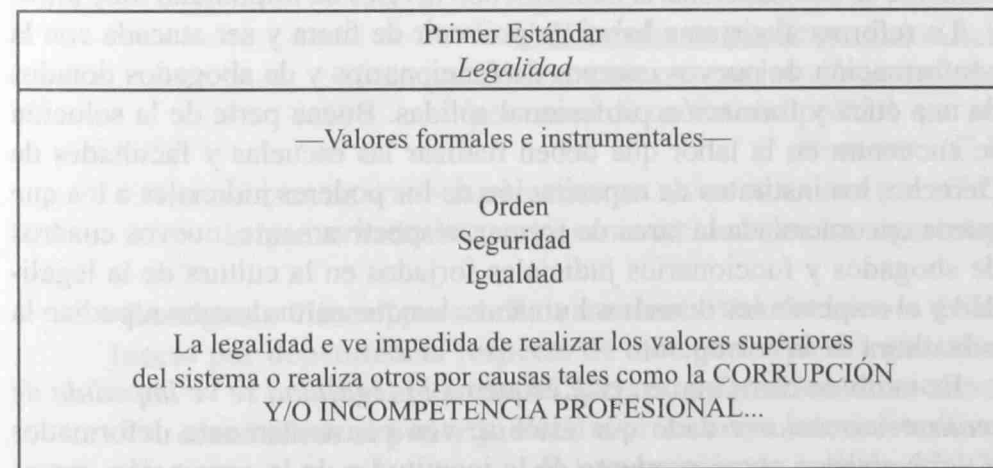 Primer Estándar
Legalidad
—Valores formales e instrumentales—
Orden
Seguridad
Igualdad
La legalidad e ve impedida de realizar los valores superiores
del sistema o realiza otros por causas tales como la CORRUPCIÓN
Y/O INCOMPETENCIA PROFESIONAL...